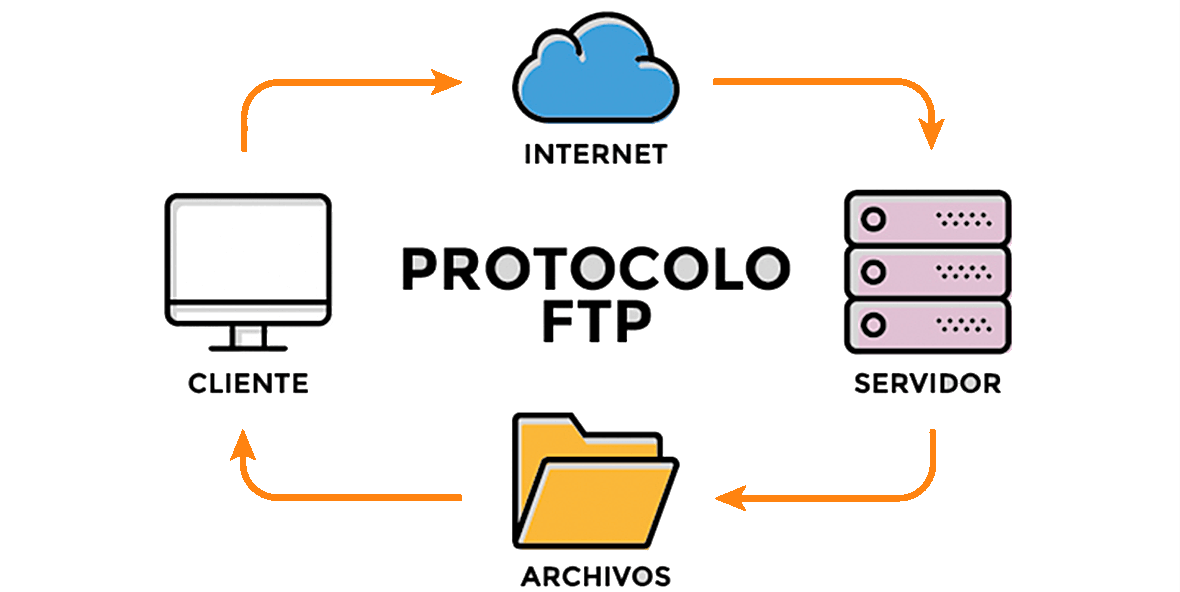 INTERNET
PROTOCOLO
FTP
CLIENTE
SERVIDOR
ARCHIVOS